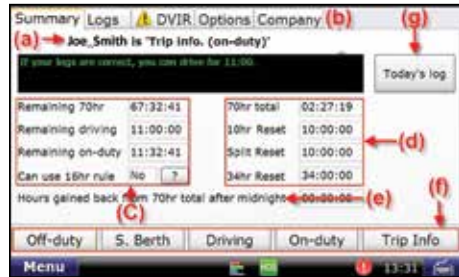 Summary Logs DVIR Options Company (b) (g)
(a) Joe_Smith is "Trip info. (on-duty)"
If your logs are correct, you can drive for 11:00.
Today's log
Remaining 70hr 67:32:41 70hr total 02:27:19
Remaining driving 11:00:00 10hr Reset 10:00:00 (d)
Remaining on-duty 11:32:41 Split Reset 10:00:00
Can use 16hr rule No ? 34hr Reset 34:00:00
Hours gained back from 70hr total after midnight 00:00:00 (e) (f)
(C)
Off-duty S. Berth Driving On-duty Trip Info
Menu HOS 13:31